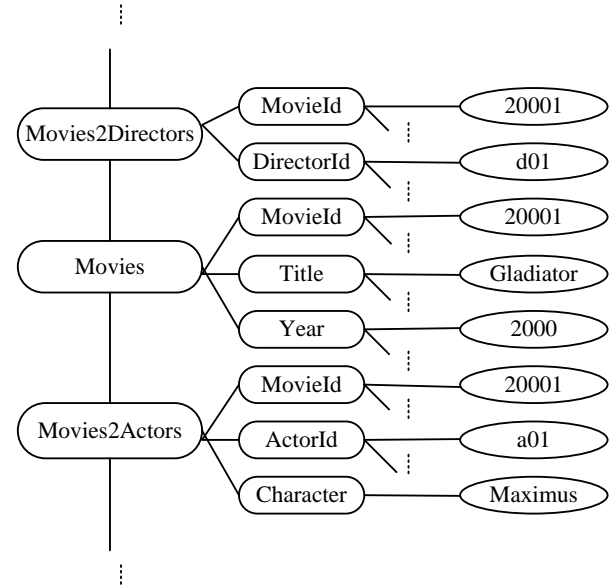 Movies2Directors
MovieId
20001
DirectorId
d01
Movies
MovieId
20001
Title
Gladiator
Year
2000
Movies2Actors
MovieId
20001
ActorId
a01
Character
Maximus